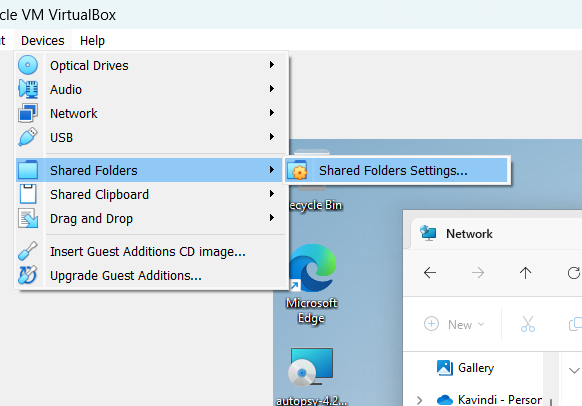 cle VM VirtualBox
t Devices Help
Optical Drives
Audio
Network
USB
Shared Folders
Shared Folders Settings...
Shared Clipboard
Drag and Drop
Insert Guest Additions CD image...
Upgrade Guest Additions...
ecycle Bin
Microsoft
Edge
autopsy-4.2...
Network
New
Gallery
Kavindi - Person